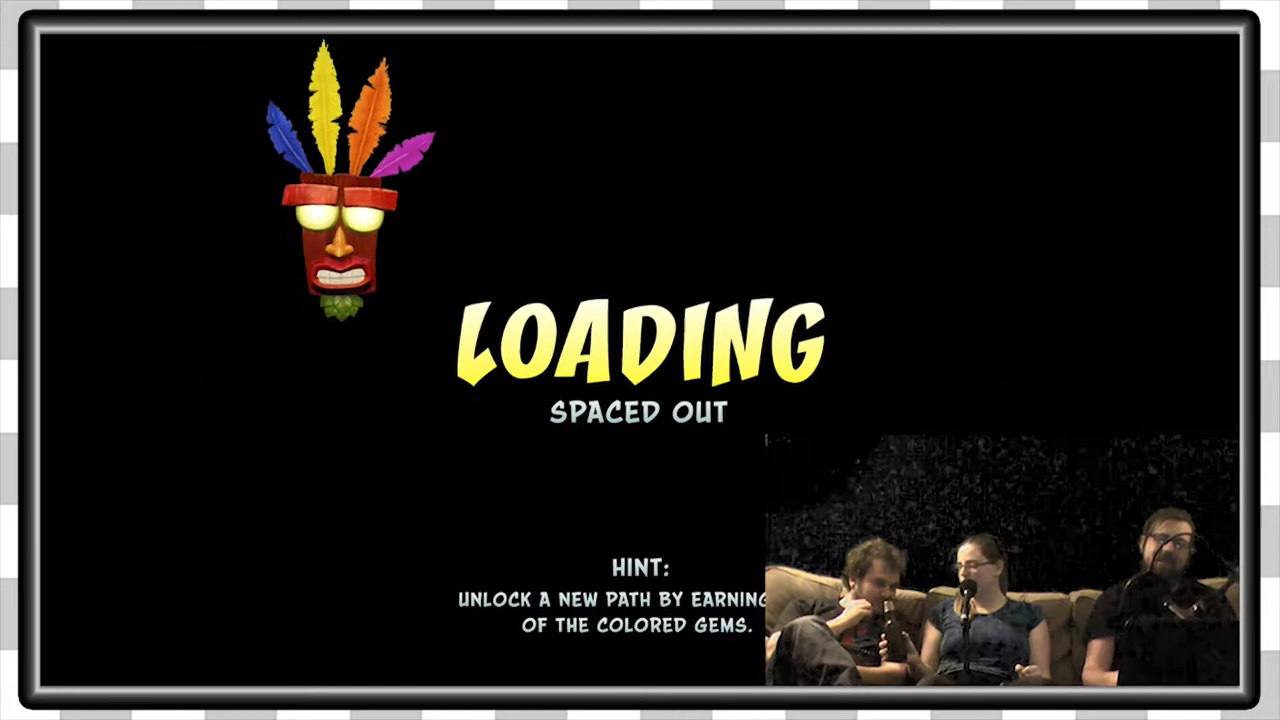 LOADING
SPACED OUT
HINT:
UNLOCK A NEW PATH BY EARNING
OF THE COLORED GEMS.